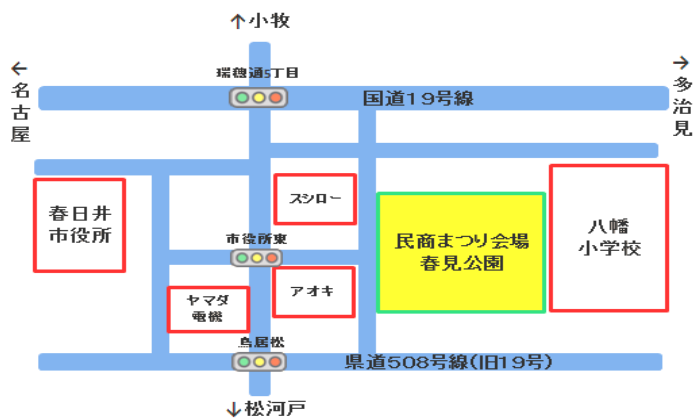 ↑小牧
←名古屋
瑞穂通5丁目
→多治見
国道19号線
春日井
市役所
スシロー
八幡
小学校
市役所東
民商まつり会場
春見公園
ヤマダ
電機
アオキ
鳥居松
県道508号線(旧19号)
↓松河戸